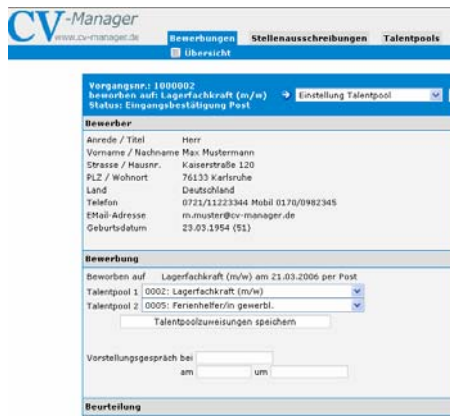 CV-Manager
www.cv-manager.de
Bewerbungen Stellenausschreibungen Talentpools
Übersicht
Vorgangsnr.: 1000002
beworben auf: Lagerfachkraft (m/w) Einstellung Talentpool
Status: Eingangsbestätigung Post
Bewerber
Anrede / Titel Herr
Vorname / Nachname Max Mustermann
Strasse / Hausnr. Kaiserstraße 120
PLZ / Wohnort 76133 Karlsruhe
Land Deutschland
Telefon 0721/11223344 Mobil 0170/0982345
EMail-Adresse m.muster@cv-manager.de
Geburtsdatum 23.03.1954 (51)
Bewerbung
Beworben auf Lagerfachkraft (m/w) am 21.03.2006 per Post
Talentpool 1 0002: Lagerfachkraft (m/w)
Talentpool 2 0005: Ferienhelfer/in gewerbl.
Talentpoolzuweisungen speichern
Vorstellungsgespräch bei
am um
Beurteilung